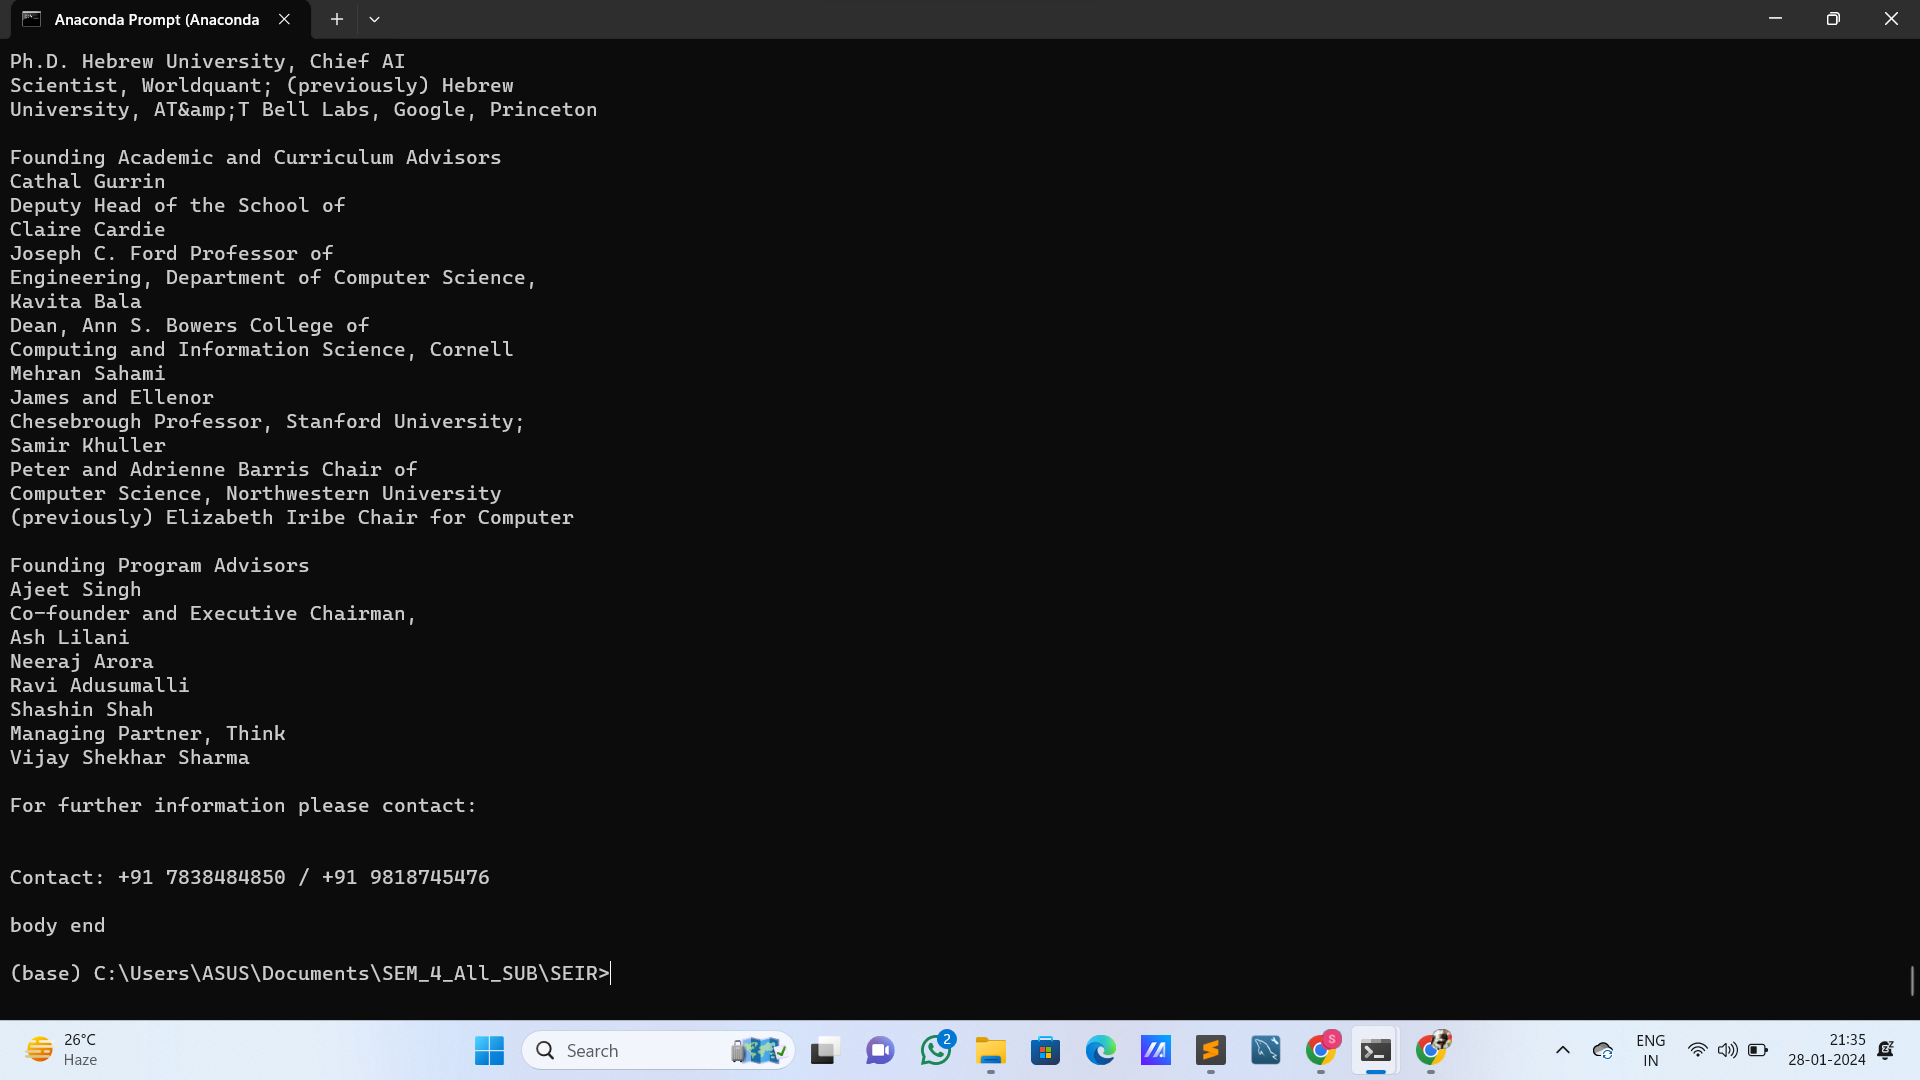 Anaconda Prompt (Anaconda
Ph.D. Hebrew University, Chief AI
Scientist, Worldquant; (previously) Hebrew
University, AT&amp;T Bell Labs, Google, Princeton
Founding Academic and Curriculum Advisors
Cathal Gurrin
Deputy Head of the School of
Claire Cardie
Joseph C. Ford Professor of
Engineering, Department of Computer Science,
Kavita Bala
Dean, Ann S. Bowers College of
Computing and Information Science, Cornell
Mehran Sahami
James and Ellenor
Chesebrough Professor, Stanford University;
Samir Khuller
Peter and Adrienne Barris Chair of
Computer Science, Northwestern University
(previously) Elizabeth Iribe Chair for Computer
Founding Program Advisors
Ajeet Singh
Co-founder and Executive Chairman,
Ash Lilani
Neeraj Arora
Ravi Adusumalli
Shashin Shah
Managing Partner, Think
Vijay Shekhar Sharma
For further information please contact:
Contact: +91 7838484850 / +91 9818745476
body end
(base) C:\Users\ASUS\Documents\SEM_4_All_SUB\SEIR>
26°C
Haze
Search
2
S
ENG
IN
21:35
28-01-2024